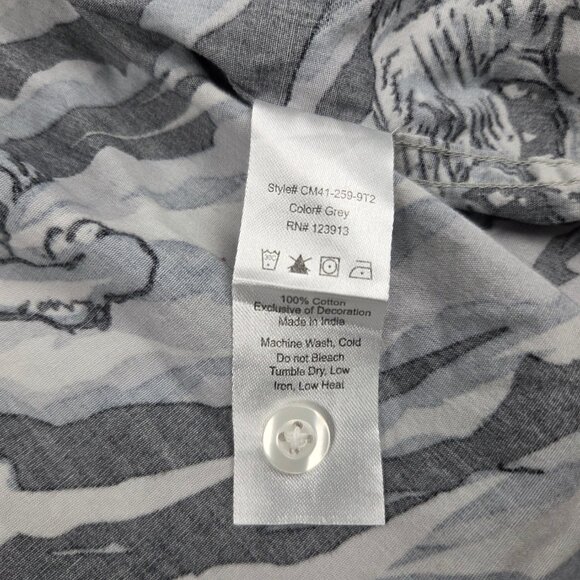 Style# CM41-259-9T2
Color# Grey
RN# 123913
100% Cotton
Exclusive of Decoration
Made in India
Machine Wash, Cold
Do not Bleach
Tumble Dry, Low
Iron, Low Heat